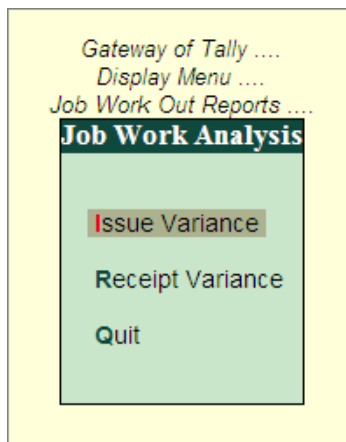 Gateway of Tally ....
Display Menu ....
Job Work Out Reports ....
Job Work Analysis
Issue Variance
Receipt Variance
Quit